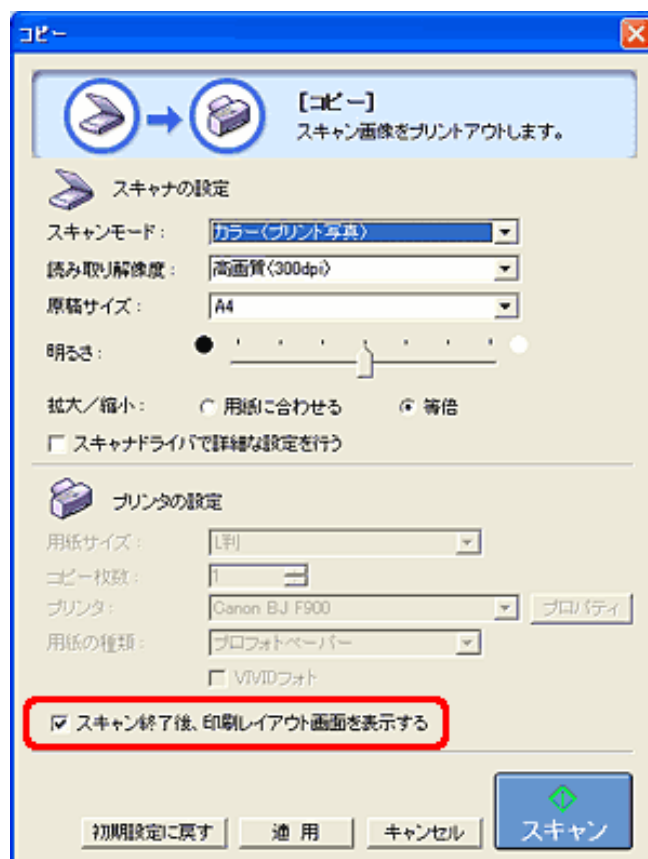 コピー
[コピー]
スキャン画像をプリントアウトします。
スキャナの設定
スキャンモード： カラー(プリント写真)
読み取り解像度： 高画質(300dpi)
原稿サイズ： A4
明るさ：
拡大／縮小： 用紙に合わせる 等倍
スキャナドライバで詳細な設定を行う
プリンタの設定
用紙サイズ： L判
コピー枚数： 1
プリンタ： Canon BJ F900 プロパティ
用紙の種類： プロフォトペーパー
VIVIDフォト
スキャン終了後、印刷レイアウト画面を表示する
初期設定に戻す 適用 キャンセル スキャン